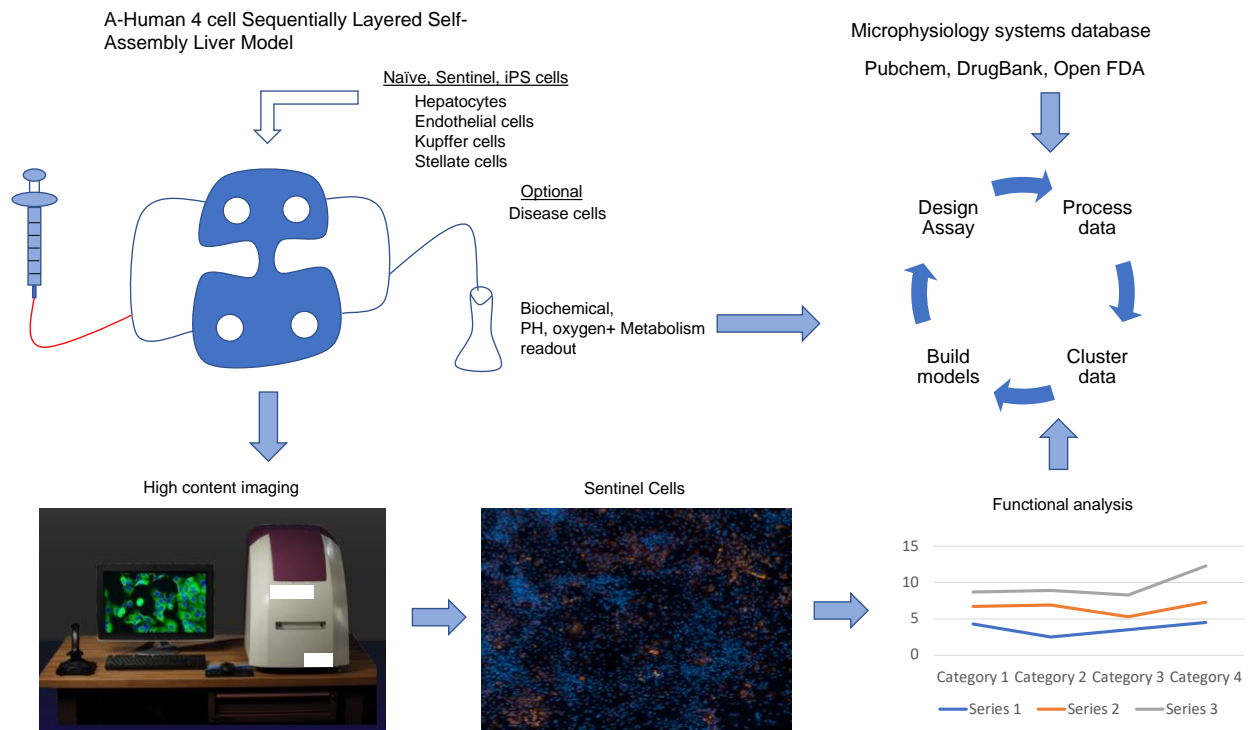 A-Human 4 cell Sequentially Layered Self-
Assembly Liver Model
Naïve, Sentinel, iPS cells
Hepatocytes
Endothelial cells
Kupffer cells
Stellate cells
Optional
Disease cells
Biochemical,
PH, oxygen+ Metabolism
readout
Microphysiology systems database
Pubchem, DrugBank, Open FDA
Design
Assay
Process
data
Build
models
Cluster
data
High content imaging
Sentinel Cells
Functional analysis
15
10
5
0
Category 1 Category 2 Category 3 Category 4
Series 1 Series 2 Series 3